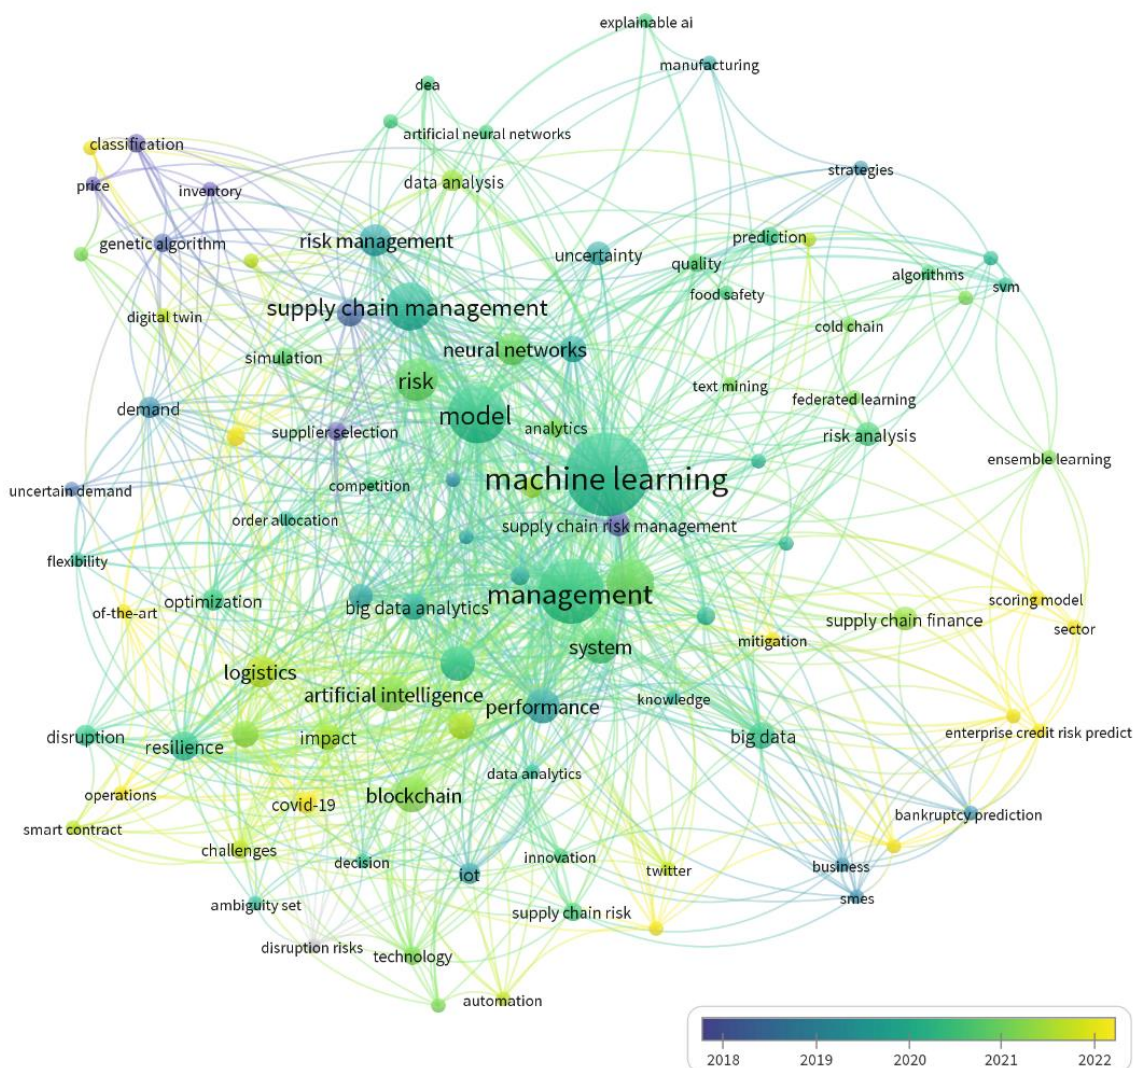 explainable ai
manufacturing
dea
artificial neural networks
classification
strategies
data analysis
price
inventory
prediction
genetic algorithm
risk management
uncertainty
quality
algorithms
svm
food safety
supply chain management
digital twin
cold chain
neural networks
simulation
risk
text mining
federated learning
demand
model
analytics
supplier selection
risk analysis
ensemble learning
machine learning
competition
uncertain demand
order allocation
supply chain risk management
flexibility
management
optimization
big data analytics
of-the-art
scoring model
supply chain finance
sector
mitigation
system
logistics
artificial intelligence
performance
knowledge
disruption
resilience
impact
big data
enterprise credit risk predict
data analytics
operations
covid-19
blockchain
bankruptcy prediction
smart contract
challenges
decision
innovation
iot
twitter
business
smes
ambiguity set
supply chain risk
disruption risks
technology
automation
2018 2019 2020 2021 2022